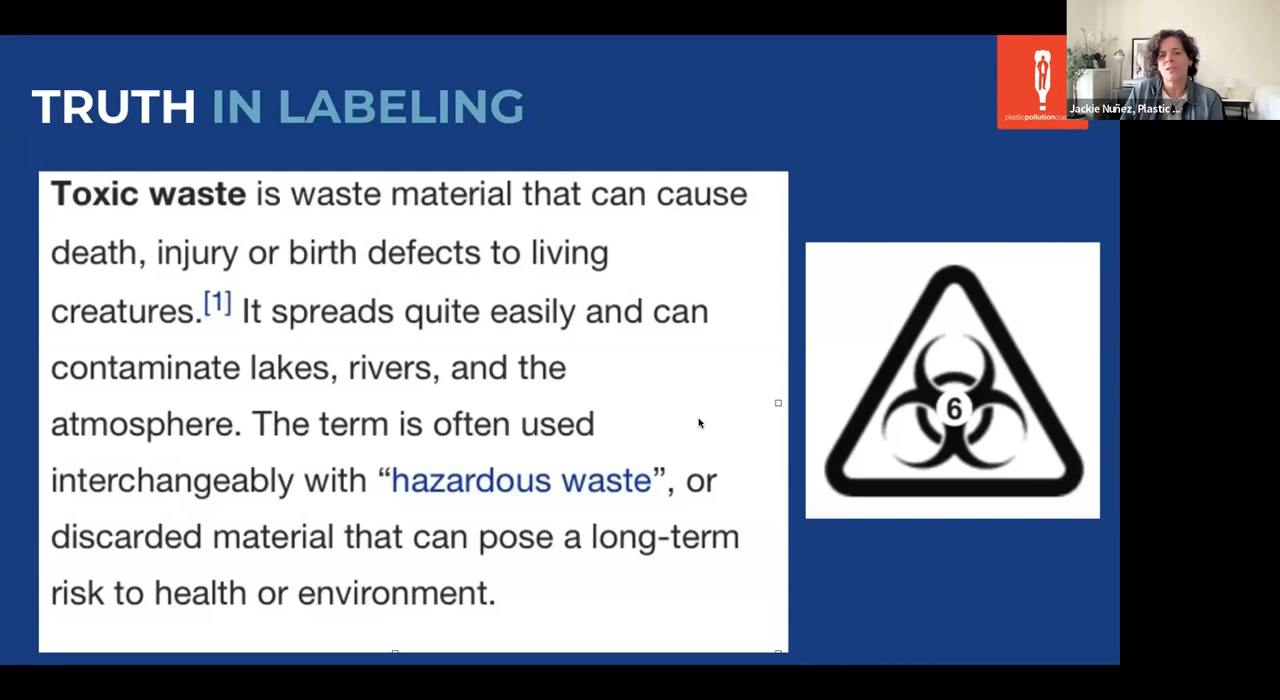 TRUTH IN LABELING
Toxic waste is waste material that can cause
death, injury or birth defects to living
creatures.[1] It spreads quite easily and can
contaminate lakes, rivers, and the
atmosphere. The term is often used
interchangeably with “hazardous waste”, or
discarded material that can pose a long-term
risk to health or environment.
6
plasticpollutioncoa
Jackie Nuñez, Plastic ...